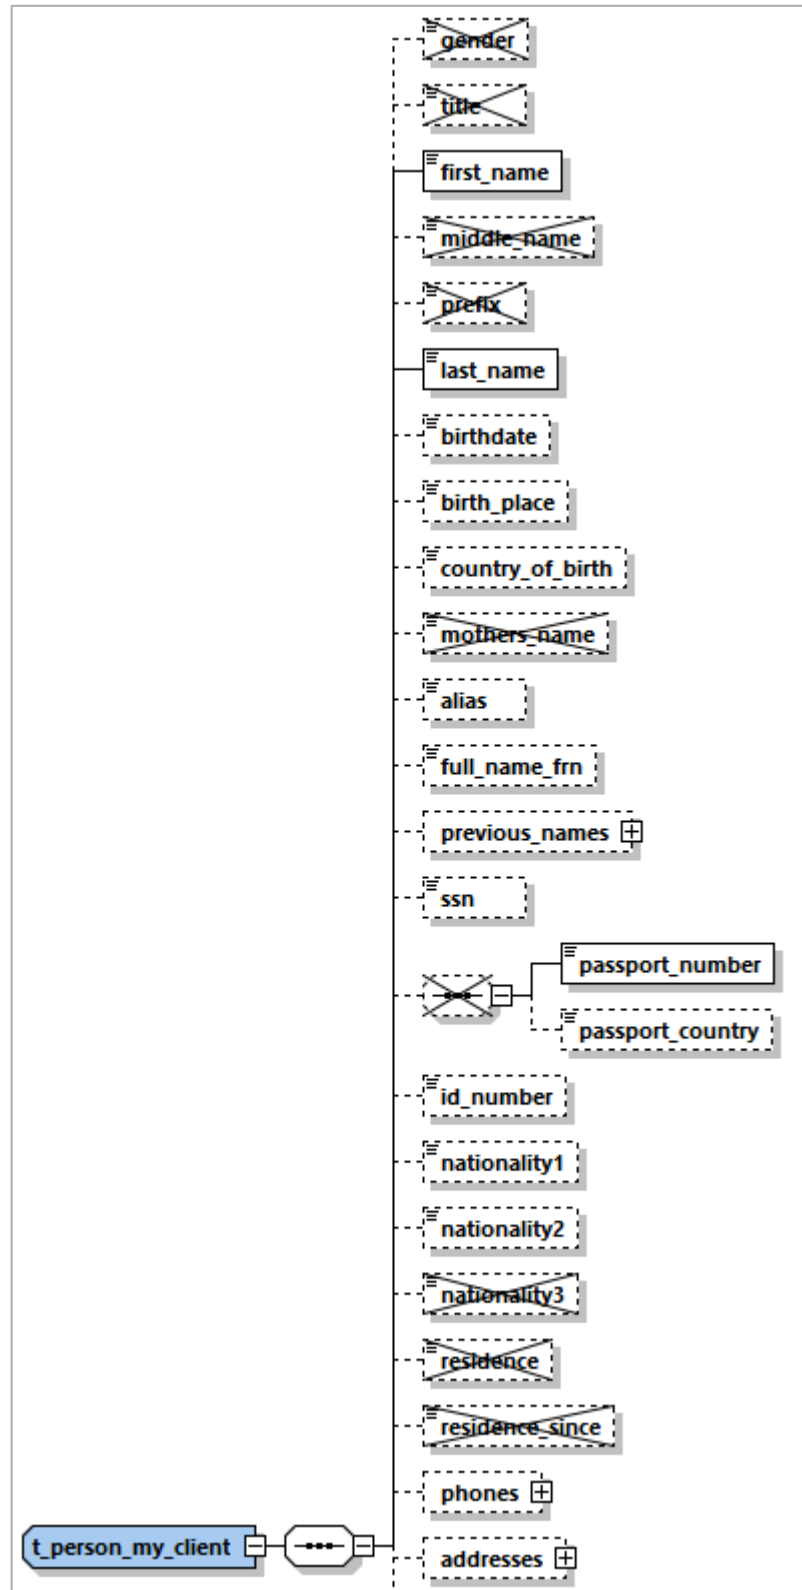 gender
title
first_name
middle_name
prefix
last_name
birthdate
birth_place
country_of_birth
mothers_name
alias
full_name_frn
previous_names
ssn
passport_number
passport_country
id_number
nationality1
nationality2
nationality3
residence
residence_since
phones
t_person_my_client
addresses